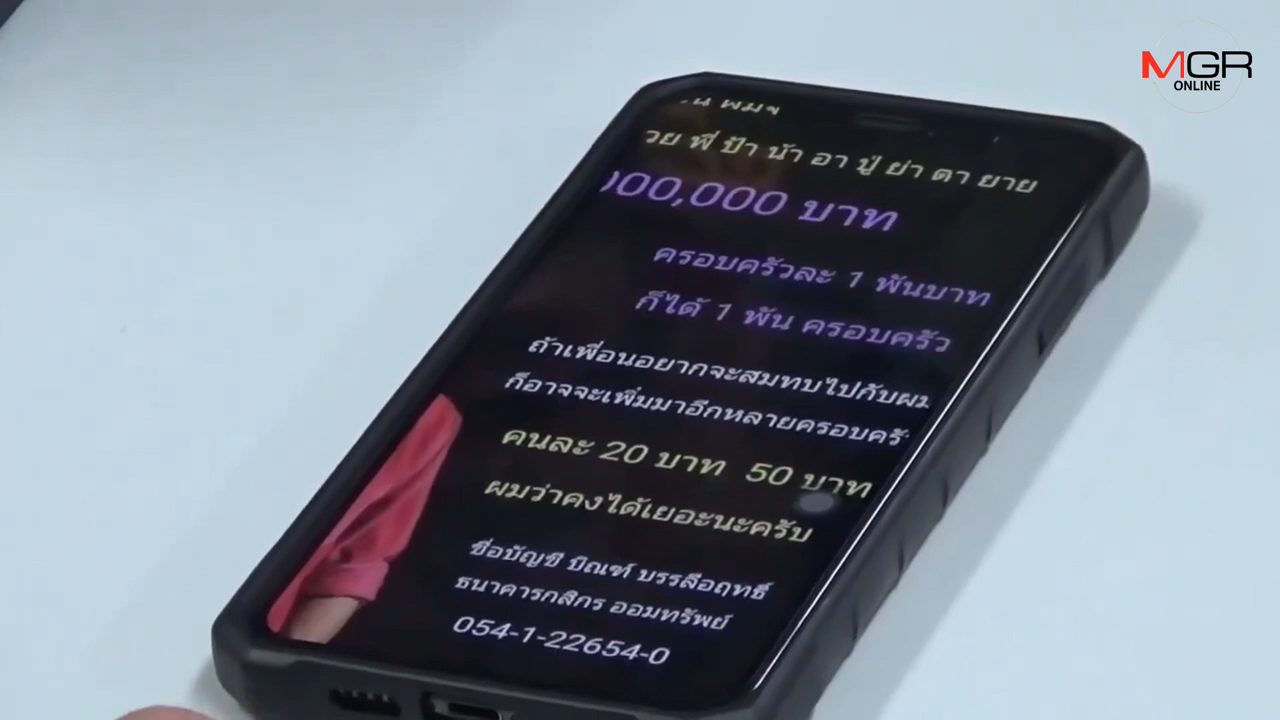 MGR
ONLINE
วย พี่ ป้า น้า อา ปู่ ย่า ตา ยาย
000,000 บาท
ครอบครัวละ 1 พันบาท
ก็ได้ 1 พัน ครอบครัว
ถ้าเพื่อนอยากจะสมทบไปกับผม
ก็อาจจะเพิ่มมาอีกหลายครอบครั
คนละ 20 บาท 50 บาท
ผมว่าคงได้เยอะนะครับ
ชื่อบัญชี บิณฑ์ บรรลือฤทธิ์
ธนาคารกสิกร ออมทรัพย์
054-1-22654-0